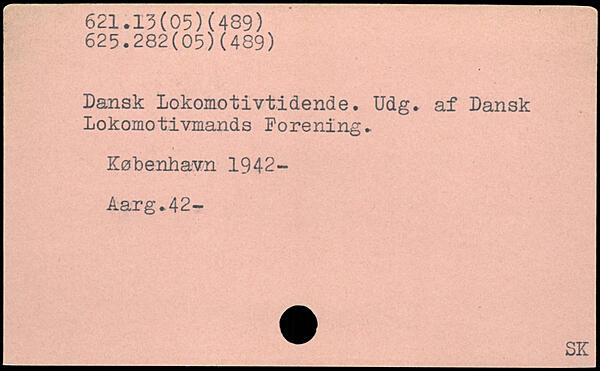 621.13(05)(489)
625.282(05)(489)
Dansk Lokomotivtidende. Udg. af Dansk
Lokomotivmands Forening.
København 1942-
Aarg.42-
SK